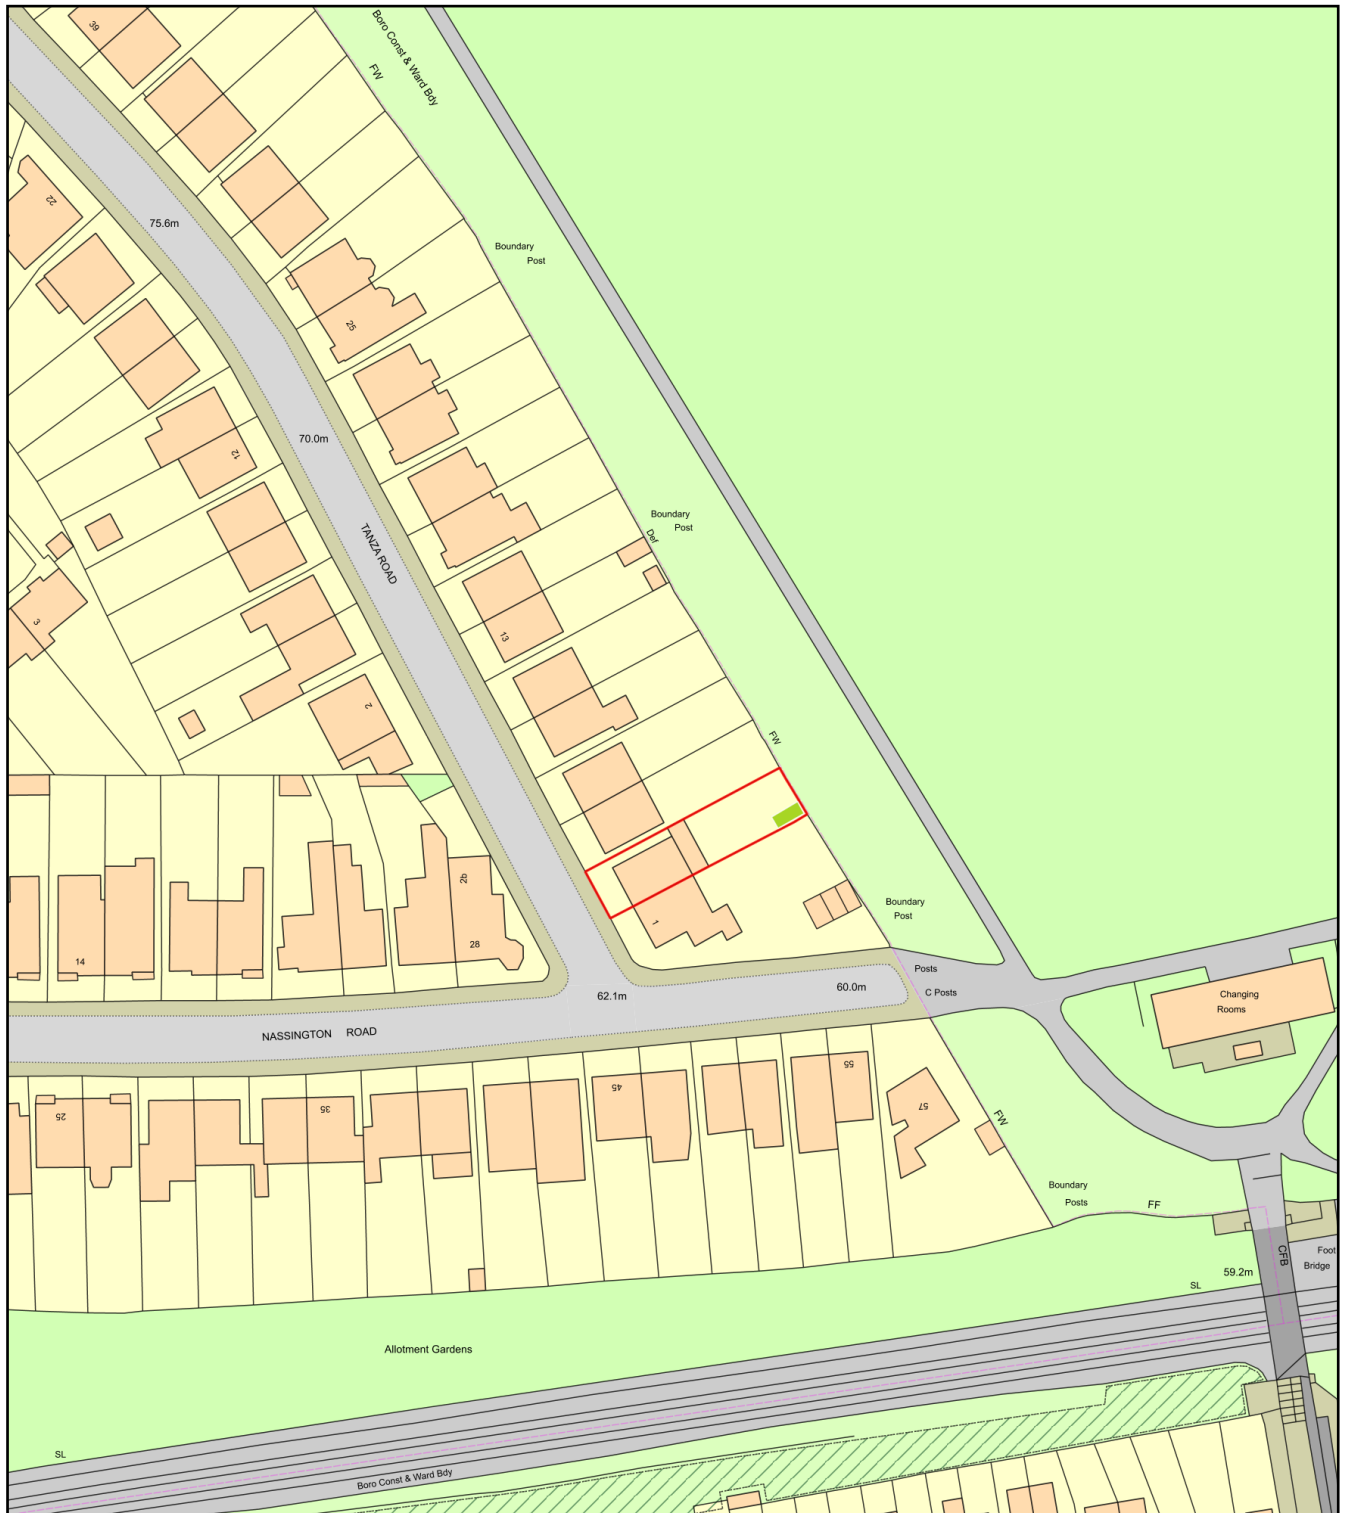 39
Boro Const & Ward Bdy
FW
22
75.6m
Boundary
Post
25
70.0m
12
Boundary
Post
Def
TANZA ROAD
3
13
2
FW
2b
28
14
1
Boundary
Post
Posts
C Posts
60.0m
62.1m
Changing
Rooms
NASSINGTON ROAD
25
35
45
55
57
FW
Boundary
Posts
FF
CFB
Foot
Bridge
59.2m
SL
Allotment Gardens
SL
Boro Const & Ward Bdy